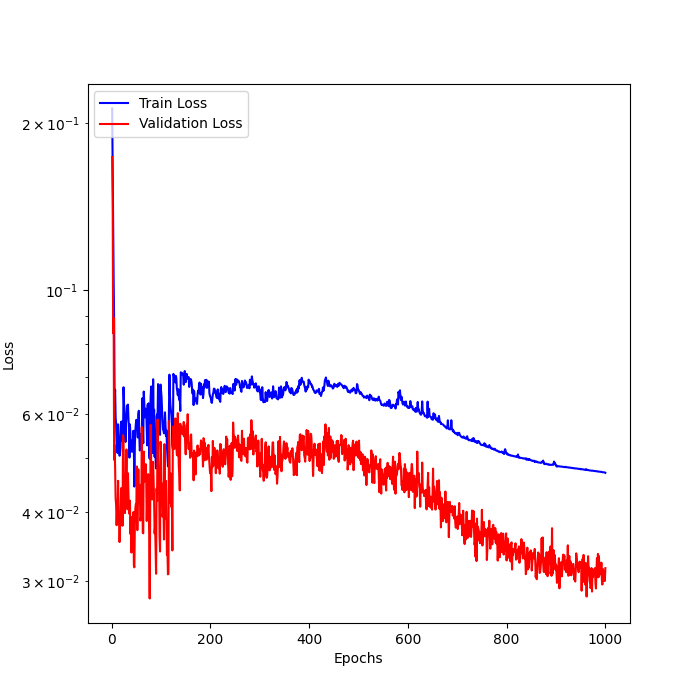 Train Loss
Validation Loss
2 × 10⁻¹
10⁻¹
6 × 10⁻²
4 × 10⁻²
3 × 10⁻²
Loss
0 200 400 600 800 1000
Epochs